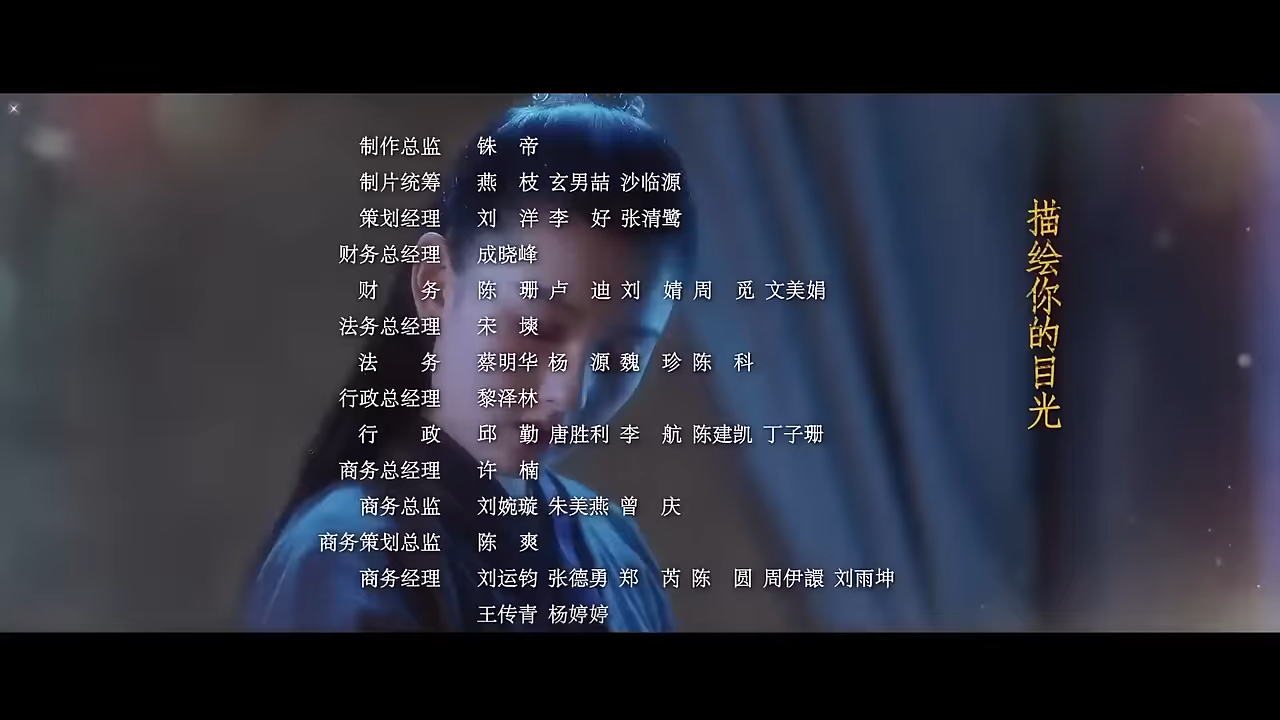 制作总监 铢 帝
制片统筹 燕 枝 玄男喆 沙临源
策划经理 刘 洋 李 好 张清鹭
财务总经理 成晓峰
财 务 陈 珊 卢 迪 刘 婧 周 觅 文美娟
法务总经理 宋 堜
法 务 蔡明华 杨 源 魏 珍 陈 科
行政总经理 黎泽林
行 政 邱 勤 唐胜利 李 航 陈建凯 丁子珊
商务总经理 许 楠
商务总监 刘婉璇 朱美燕 曾 庆
商务策划总监 陈 爽
商务经理 刘运钧 张德勇 郑 芮 陈 圆 周伊譞 刘雨坤
王传青 杨婷婷
描绘你的目光